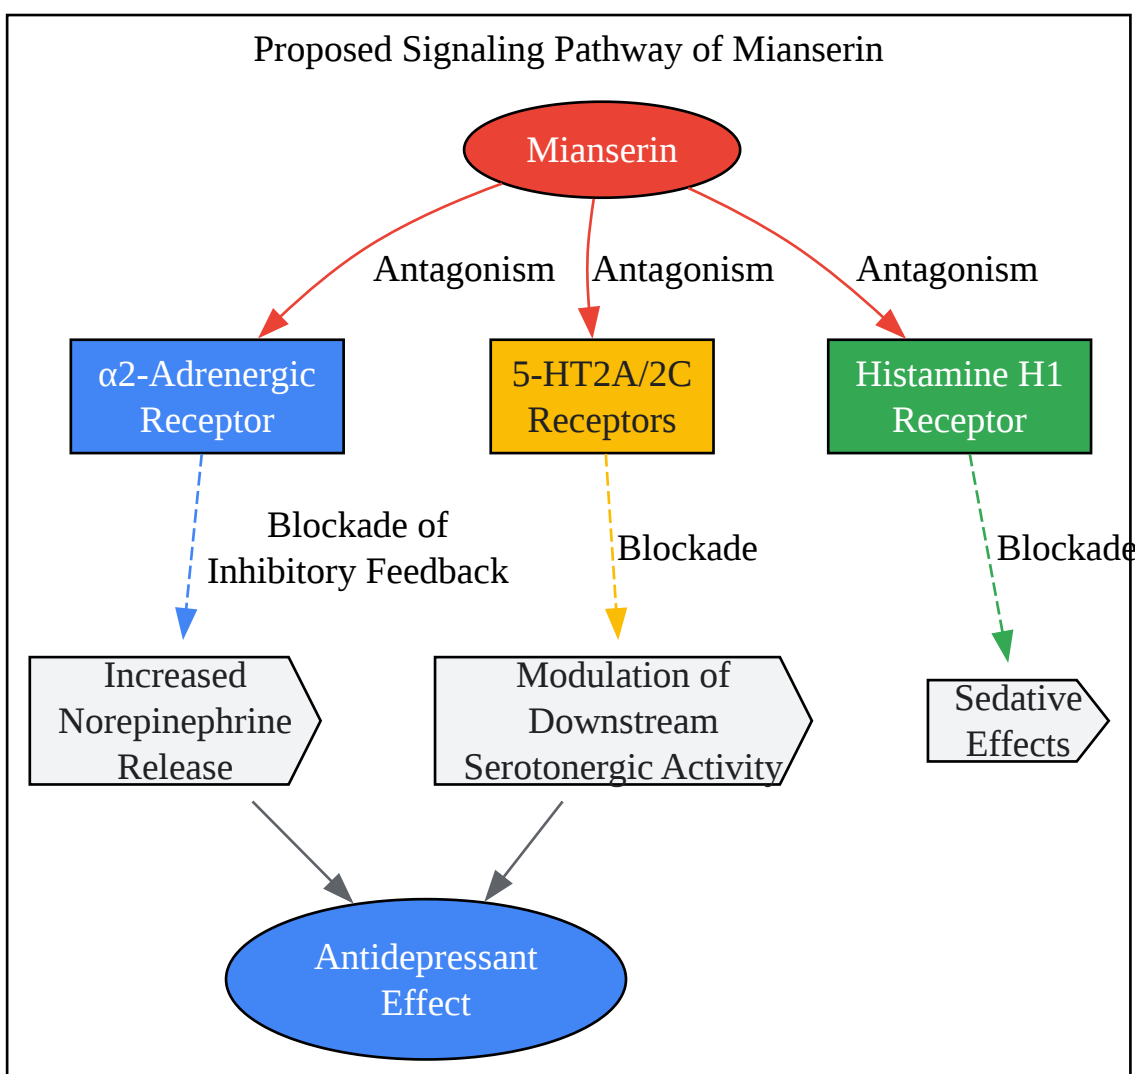 Proposed Signaling Pathway of Mianserin
Mianserin
Antagonism
Antagonism
Antagonism
α2-Adrenergic
Receptor
5-HT2A/2C
Receptors
Histamine H1
Receptor
Blockade of
Inhibitory Feedback
Blockade
Blockade
Increased
Norepinephrine
Release
Modulation of
Downstream
Serotonergic Activity
Sedative
Effects
Antidepressant
Effect